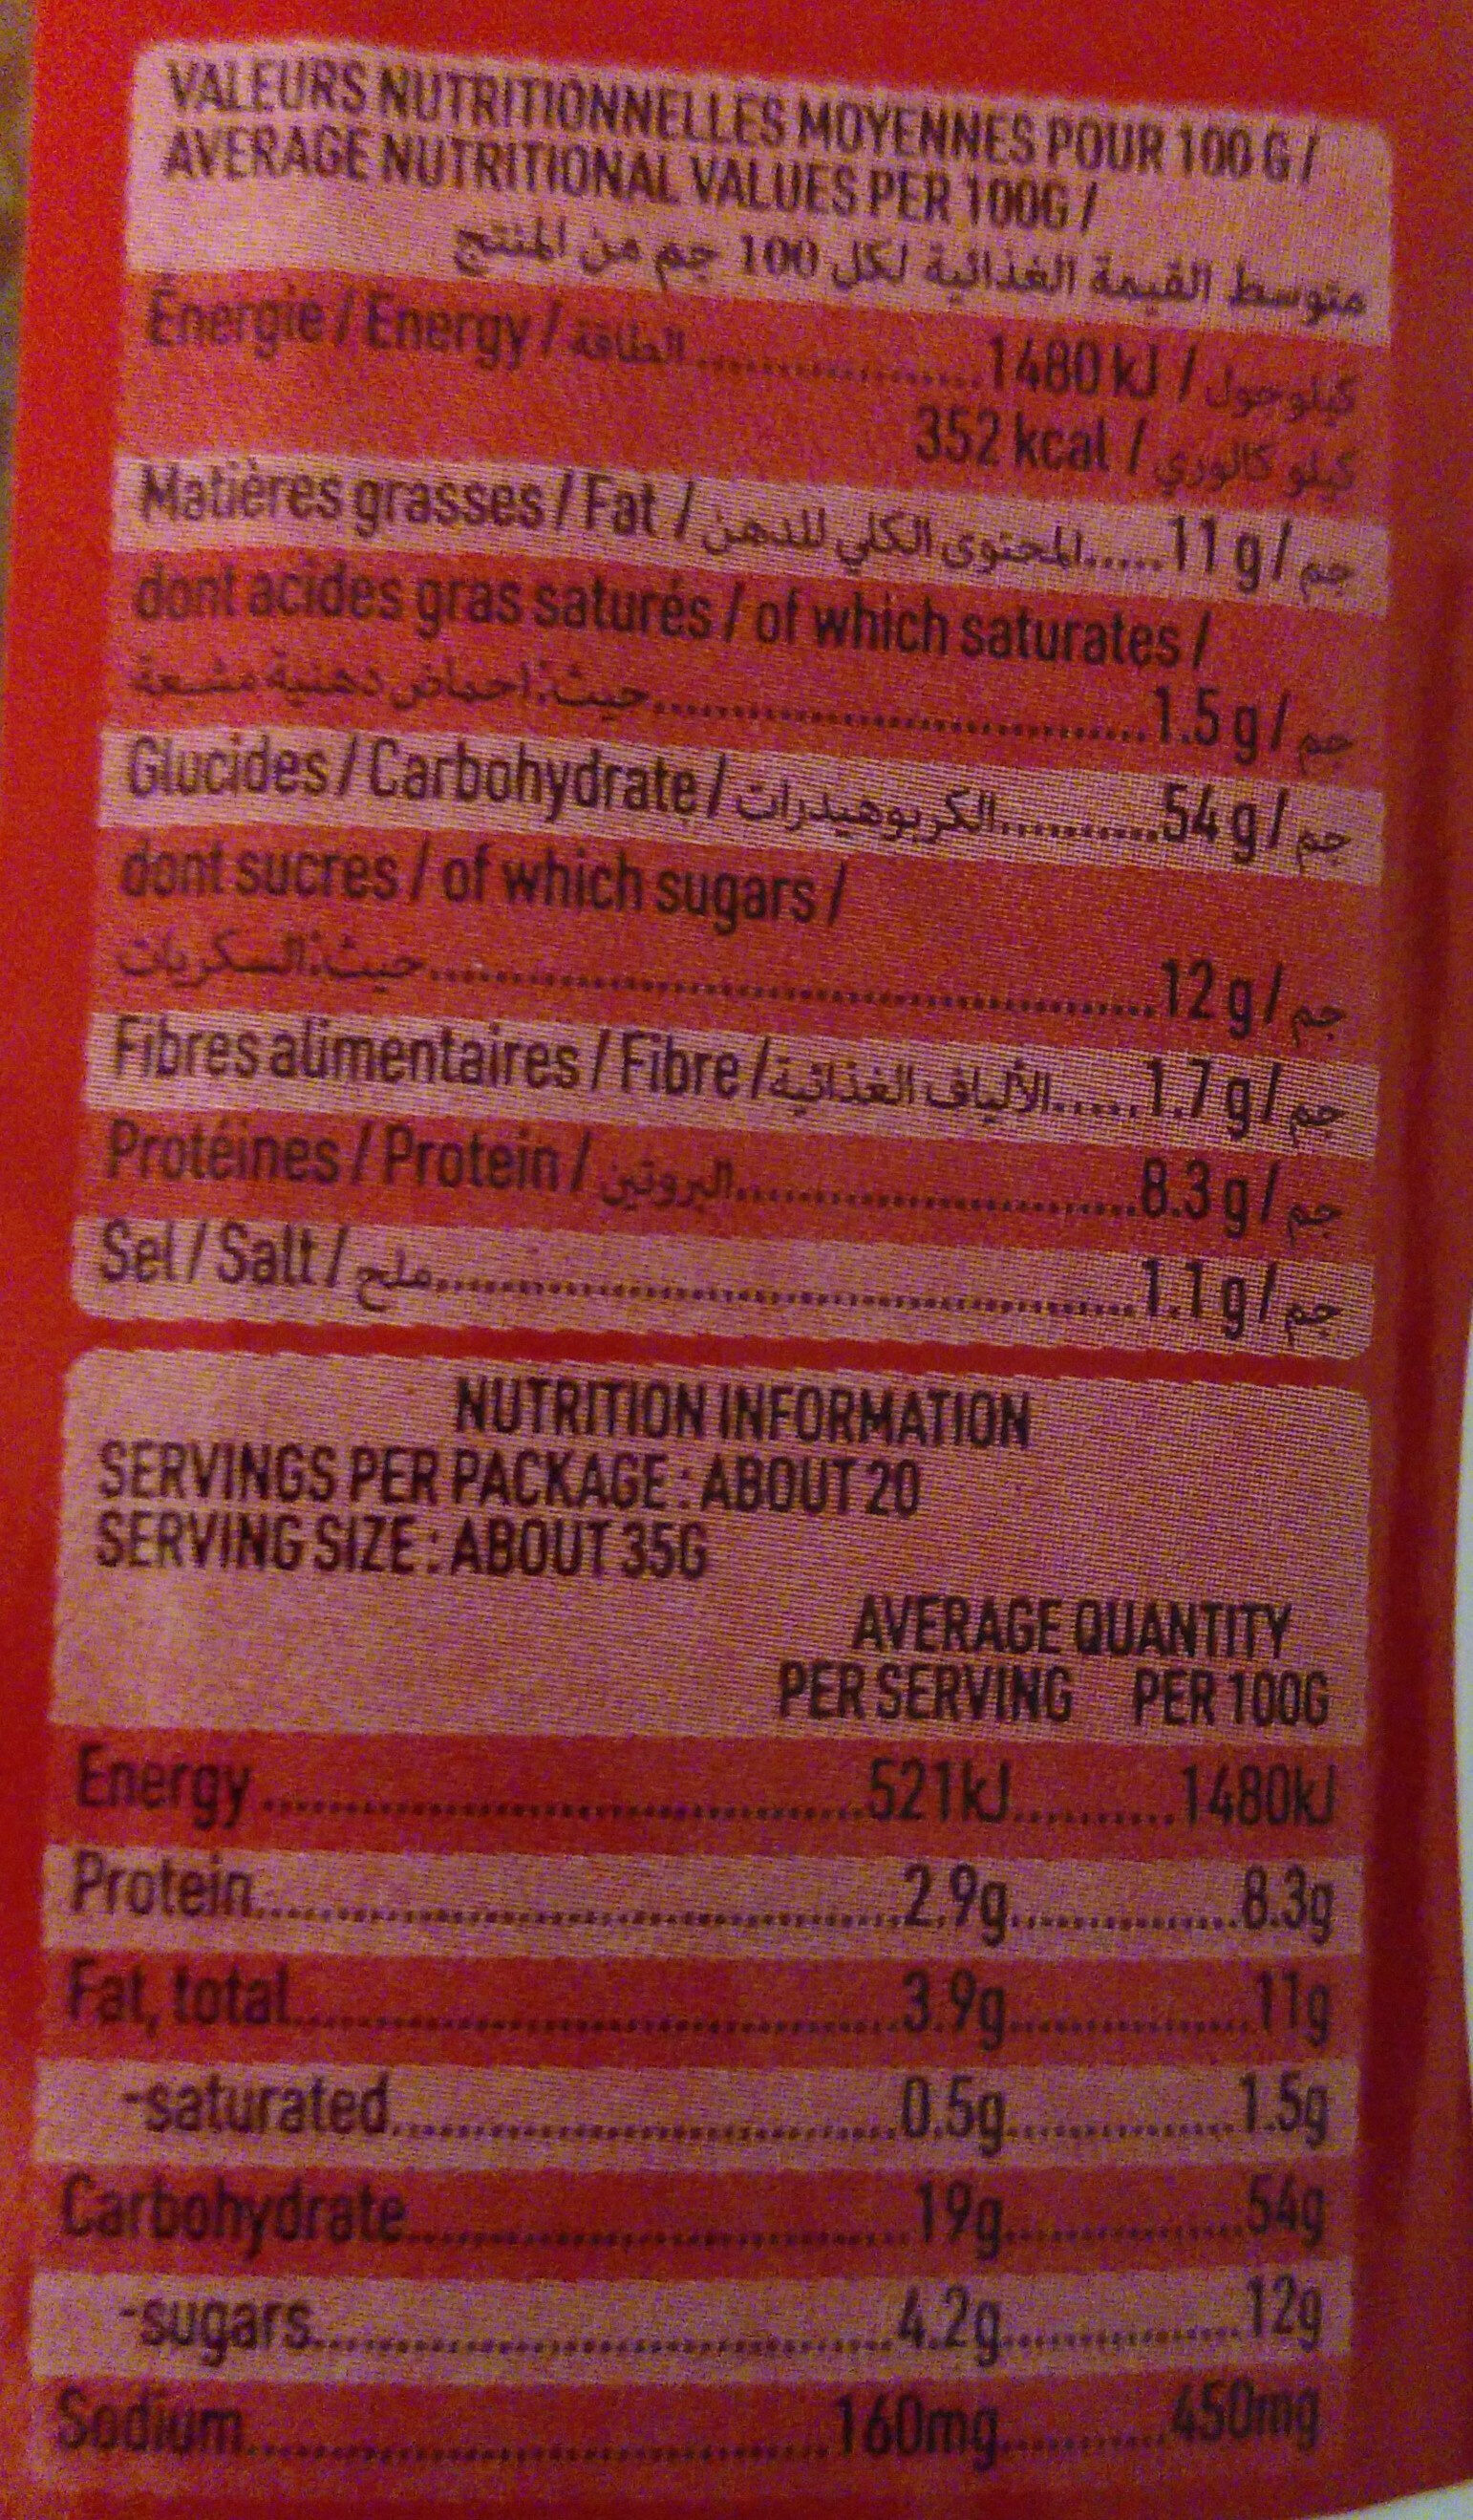 VALEURS NUTRITIONNELLES MOYENNES POUR 100 G /
AVERAGE NUTRITIONAL VALUES PER 100G /
متوسط القيمة الغذائية لكل 100 جم من المنتج
Énergie / Energy / الطاقة ............... 1480 kJ / كيلو جول
352 kcal / كيلو كالوري
Matières grasses / Fat / المحتوى الكلي للدهن ...... 11 g / جم
dont acides gras saturés / of which saturates /
حيث: احماض دهنية مشبعة ............... 1.5 g / جم
Glucides / Carbohydrate / الكربوهيدرات ............ 54 g / جم
dont sucres / of which sugars /
حيث: السكريات ............... 12 g / جم
Fibres alimentaires / Fibre / الألياف الغذائية ...... 1.7 g / جم
Protéines / Protein / البروتين ............... 8.3 g / جم
Sel / Salt / ملح ............... 1.1 g / جم
NUTRITION INFORMATION
SERVINGS PER PACKAGE : ABOUT 20
SERVING SIZE : ABOUT 35G
AVERAGE QUANTITY
PER SERVING PER 100G
Energy ............... 521kJ .......... 1480kJ
Protein ............... 2.9g .......... 8.3g
Fat, total ............... 3.9g .......... 11g
-saturated ............... 0.5g .......... 1.5g
Carbohydrate ............... 19g .......... 54g
-sugars ............... 4.2g .......... 12g
Sodium ............... 160mg .......... 450mg